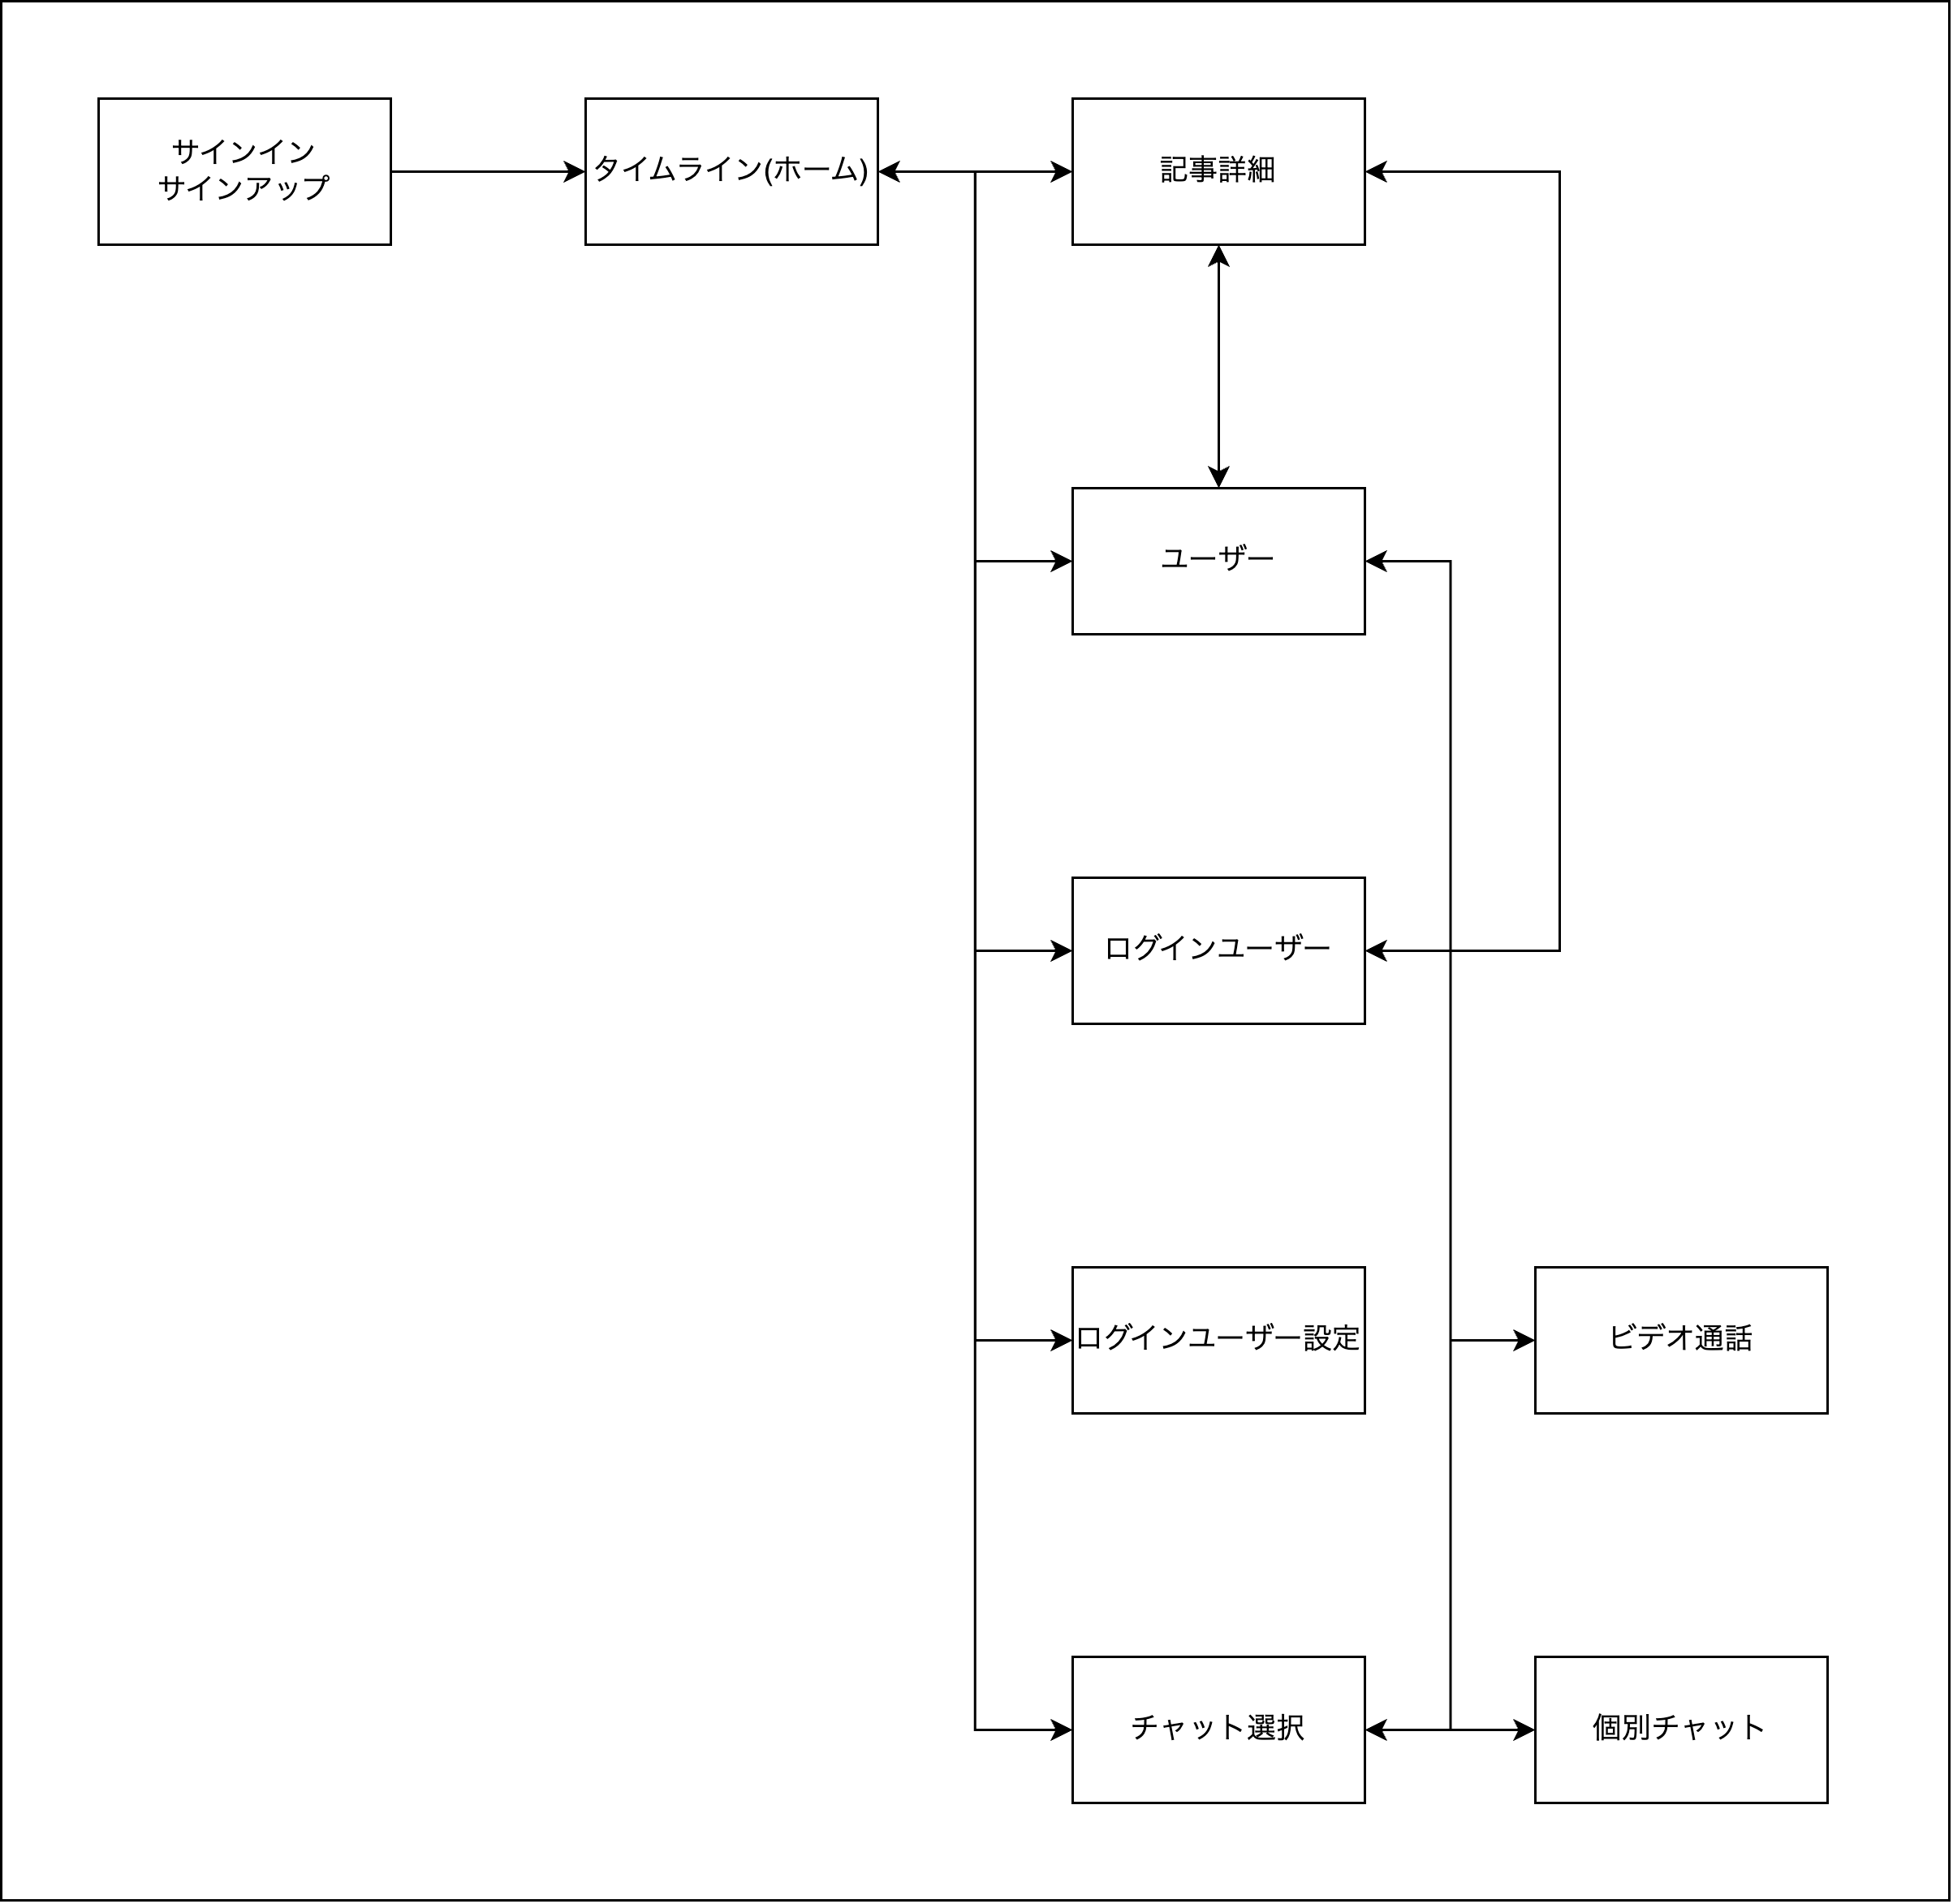 サインイン
サインアップ
タイムライン(ホーム)
記事詳細
ユーザー
ログインユーザー
ログインユーザー設定
ビデオ通話
チャット選択
個別チャット